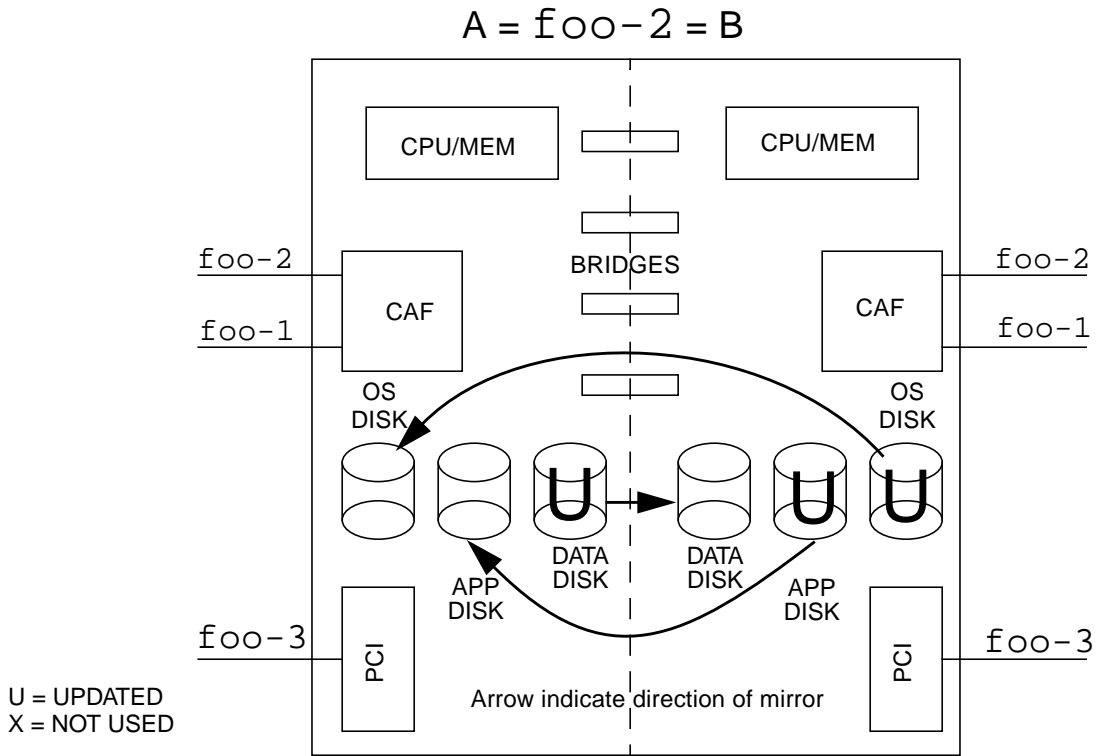 A = foo-2 = B
CPU/MEM
CPU/MEM
foo-2
BRIDGES
foo-2
CAF
CAF
foo-1
foo-1
OS
DISK
OS
DISK
U
U
U
DATA
DISK
DATA
DISK
APP
DISK
APP
DISK
foo-3
PCI
PCI
foo-3
U = UPDATED
X = NOT USED
Arrow indicate direction of mirror